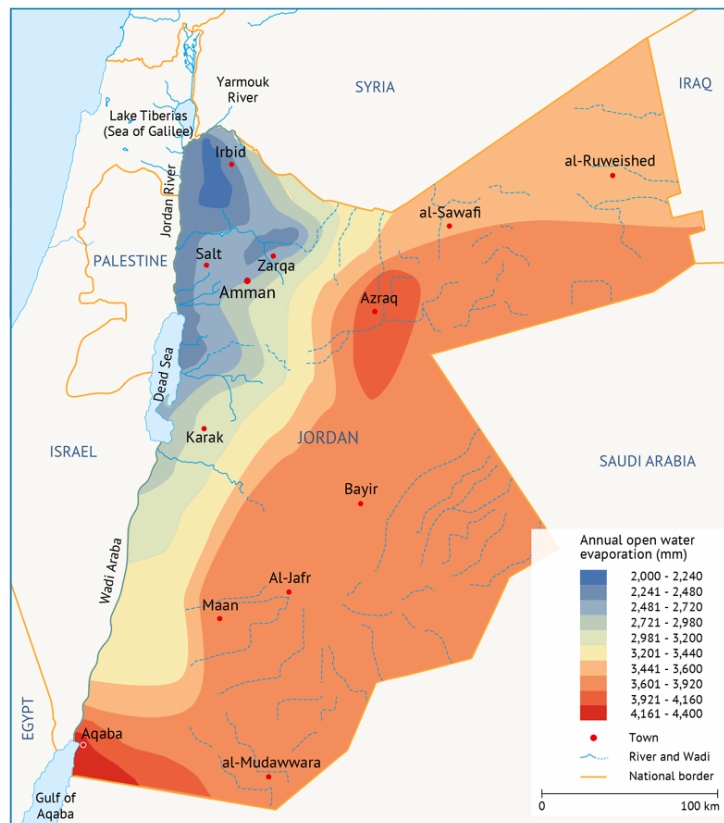 SYRIA
IRAQ
Yarmouk
River
Lake Tiberias
(Sea of Galilee)
Irbid
al-Ruweished
Jordan River
al-Sawafi
PALESTINE
Salt
Zarqa
Amman
Azraq
Dead Sea
Karak
JORDAN
ISRAEL
SAUDI ARABIA
Bayir
Wadi Araba
Al-Jafr
Maan
EGYPT
Aqaba
al-Mudawwara
Gulf of
Aqaba
Annual open water
evaporation (mm)
2,000 - 2,240
2,241 - 2,480
2,481 - 2,720
2,721 - 2,980
2,981 - 3,200
3,201 - 3,440
3,441 - 3,600
3,601 - 3,920
3,921 - 4,160
4,161 - 4,400
Town
River and Wadi
National border
0 100 km